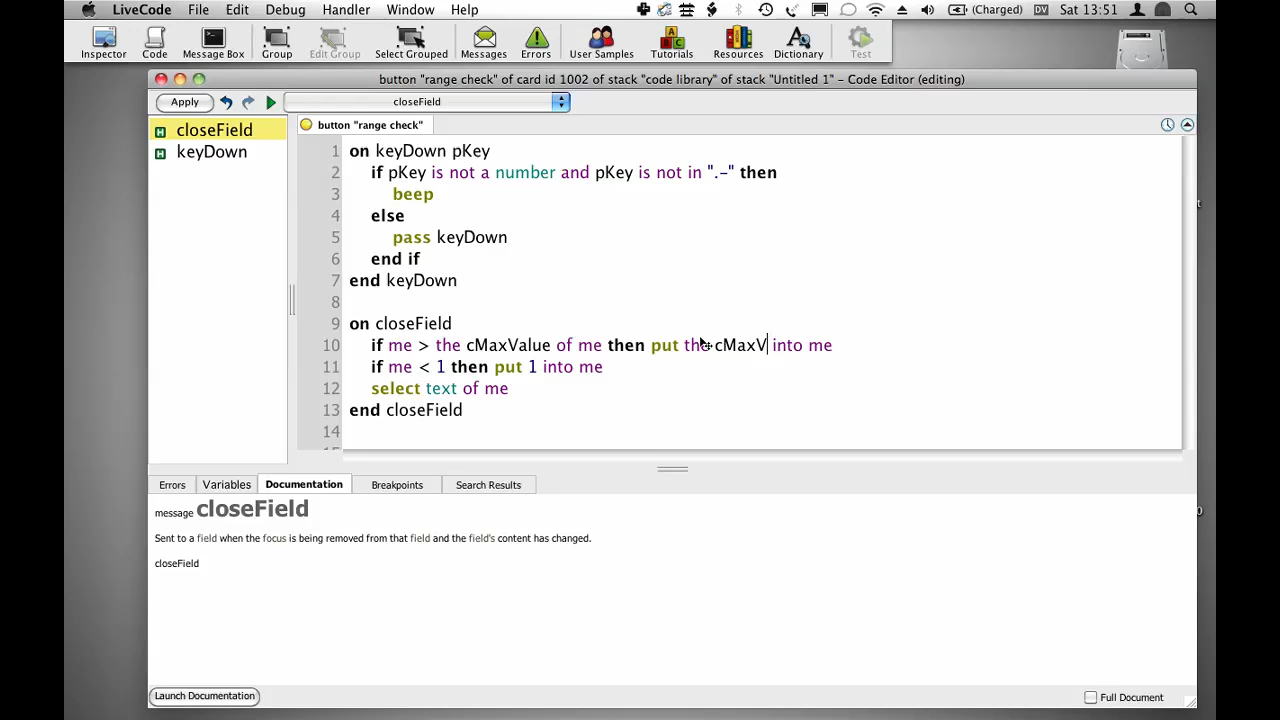 LiveCode File Edit Debug Handler Window Help (Charged) DV Sat 13:51
Inspector Code Message Box Group Edit Group Select Grouped Messages Errors User Samples Tutorials Resources Dictionary Test
button "range check" of card id 1002 of stack "code library" of stack "Untitled 1" - Code Editor (editing)
Apply closeField
closeField
keyDown
button "range check"
1 on keyDown pKey
2 if pKey is not a number and pKey is not in ".-" then
3 beep
4 else
5 pass keyDown
6 end if
7 end keyDown
8
9 on closeField
10 if me > the cMaxValue of me then put the cMaxV into me
11 if me < 1 then put 1 into me
12 select text of me
13 end closeField
14
Errors Variables Documentation Breakpoints Search Results
message closeField
Sent to a field when the focus is being removed from that field and the field's content has changed.
closeField
Launch Documentation Full Document